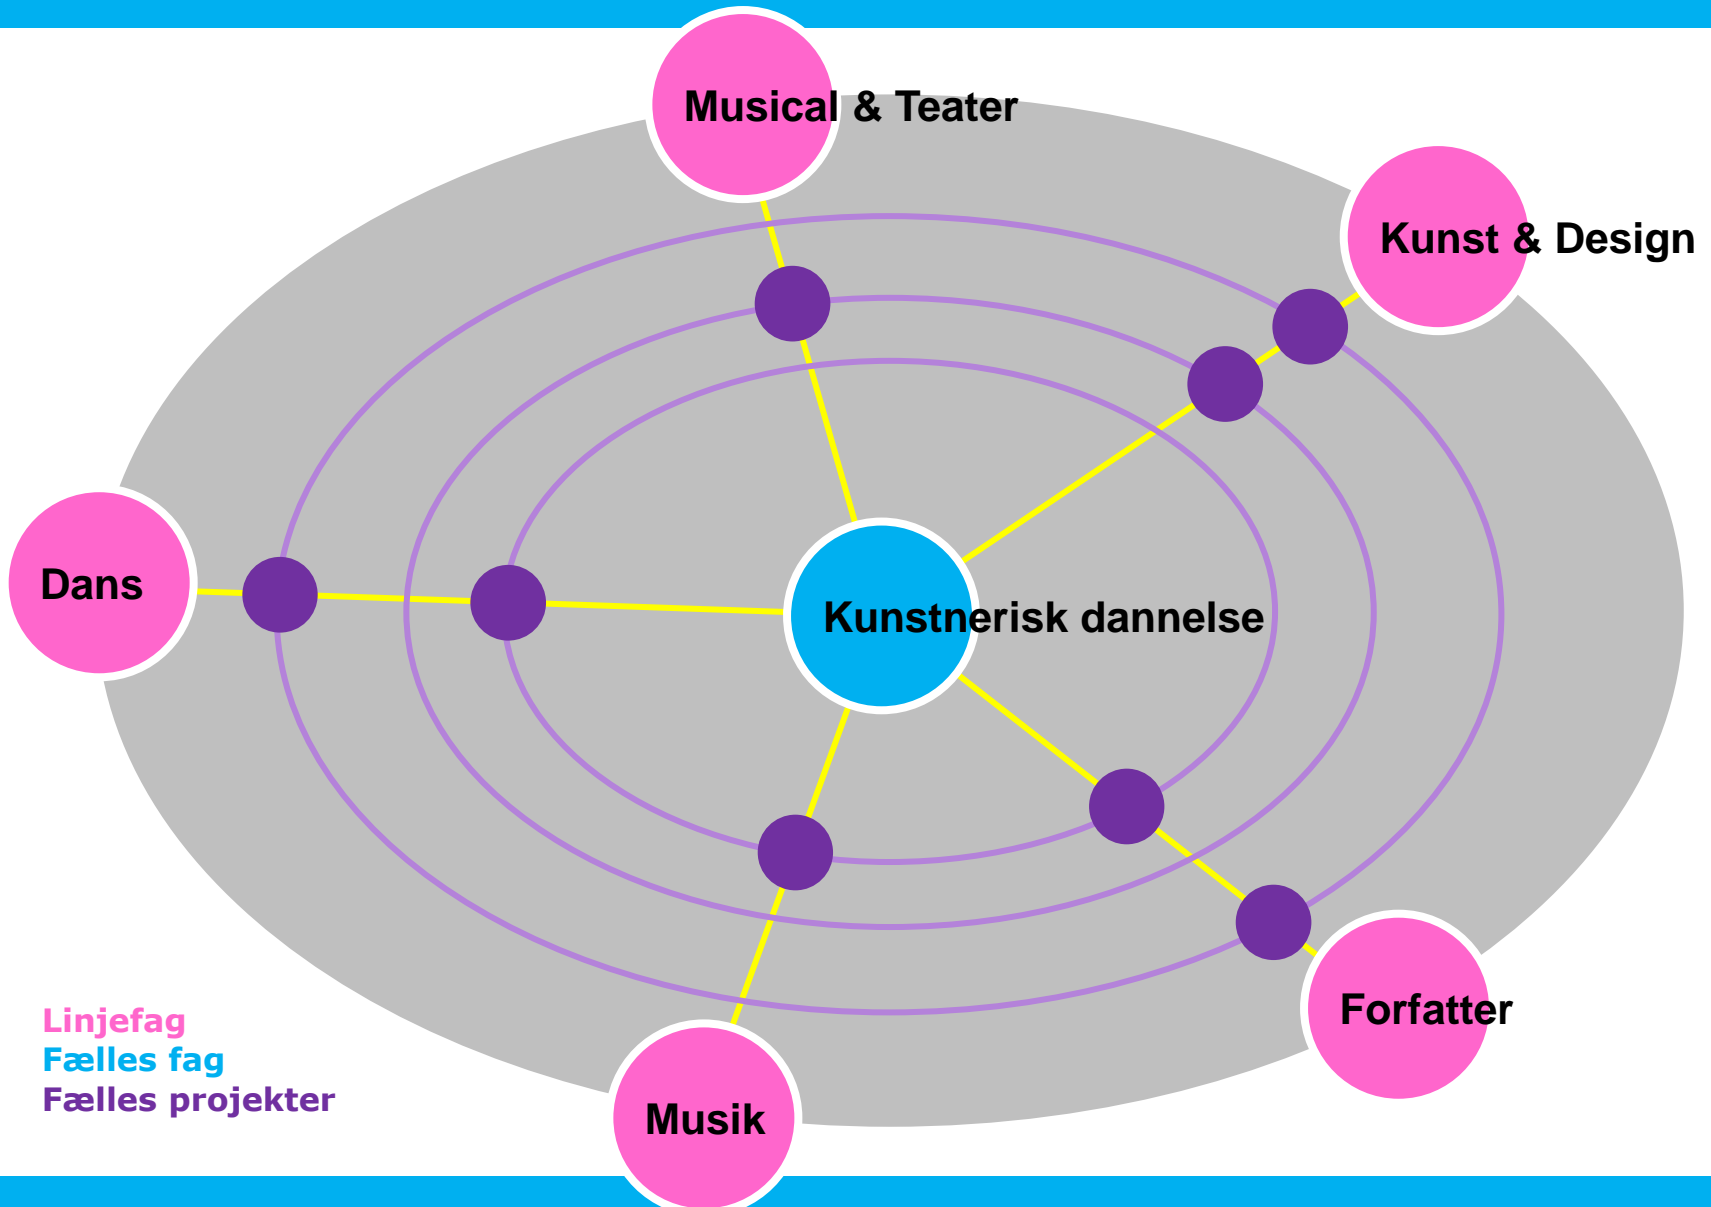 Musical & Teater
Kunst & Design
Dans
Kunstnerisk dannelse
Forfatter
Musik
Linjefag
Fælles fag
Fælles projekter